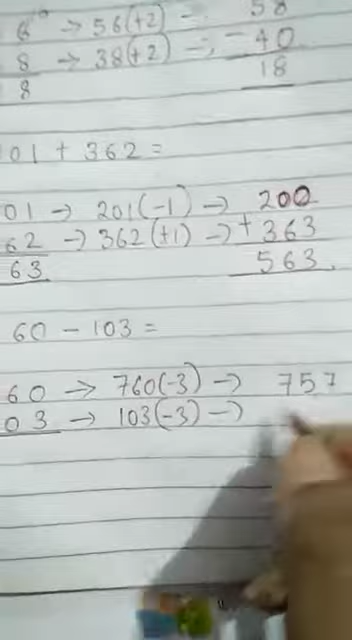 6 → 56(+2) → 58
8 → 38(+2) → -40
8 18
01 + 362 =
01 → 201(-1) → 200
62 → 362(+1) → +363
63 563
60 - 103 =
60 → 760(-3) → 757
03 → 103(-3) →